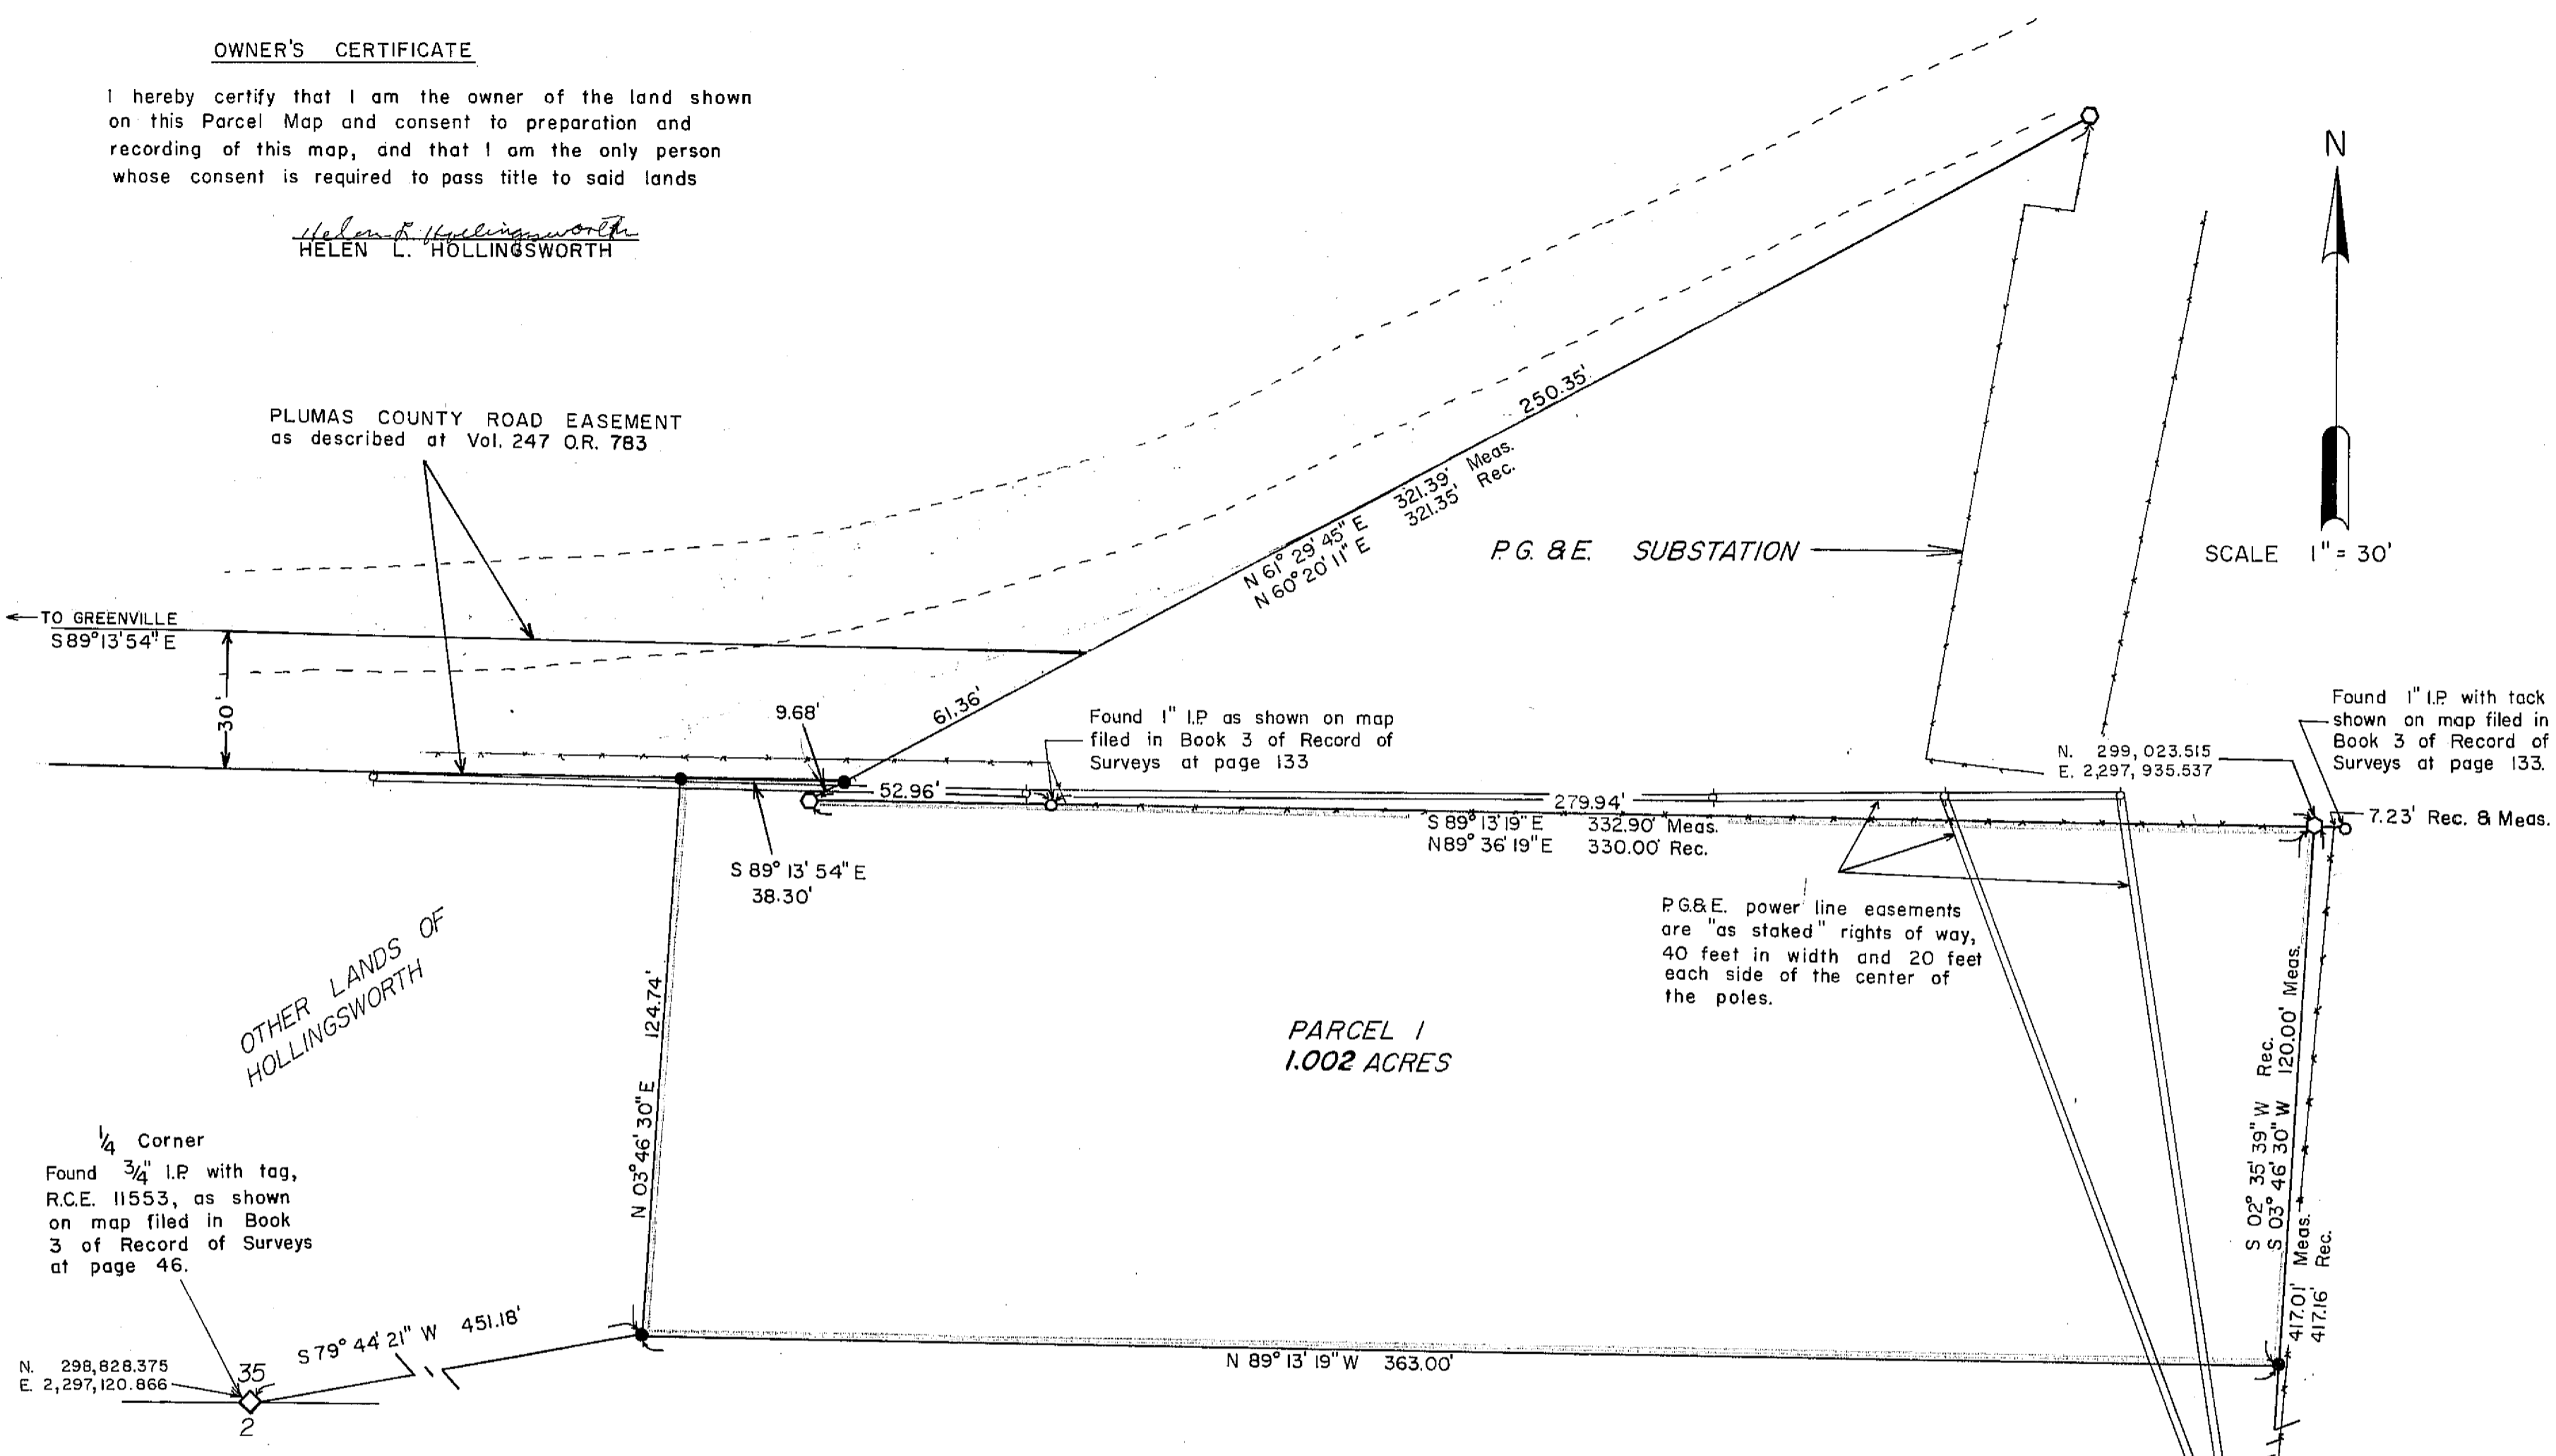 OWNER'S CERTIFICATE
I hereby certify that I am the owner of the land shown
on this Parcel Map and consent to preparation and
recording of this map, and that I am the only person
whose consent is required to pass title to said lands
Helen L. Hollingsworth
HELEN L. HOLLINGSWORTH
N
SCALE 1" = 30'
PLUMAS COUNTY ROAD EASEMENT
as described at Vol. 247 O.R. 783
250.35'
N 61° 29' 45" E 321.39' Meas.
N 60° 20' 11" E 321.35' Rec.
P.G. & E. SUBSTATION
TO GREENVILLE
S 89° 13' 54" E
30'
9.68'
61.36'
Found 1" I.P. as shown on map
filed in Book 3 of Record of
Surveys at page 133
Found 1" I.P. with tack
shown on map filed in
Book 3 of Record of
Surveys at page 133.
N. 299,023.515
E. 2,297,935.537
52.96'
279.94'
7.23' Rec. & Meas.
S 89° 13' 19" E 332.90' Meas.
N 89° 36' 19" E 330.00' Rec.
S 89° 13' 54" E
38.30'
P.G.& E. power line easements
are "as staked" rights of way,
40 feet in width and 20 feet
each side of the center of
the poles.
OTHER LANDS OF
HOLLINGSWORTH
N 03° 46' 30" E 124.74'
PARCEL 1
1.002 ACRES
S 02° 35' 39" W Rec.
S 03° 46' 30" W 120.00' Meas.
417.01' Meas.
417.16' Rec.
1/4 Corner
Found 3/4" I.P. with tag,
R.C.E. 11553, as shown
on map filed in Book
3 of Record of Surveys
at page 46.
S 79° 44' 21" W 451.18'
N 89° 13' 19" W 363.00'
N. 298,828.375
E. 2,297,120.866
35
2